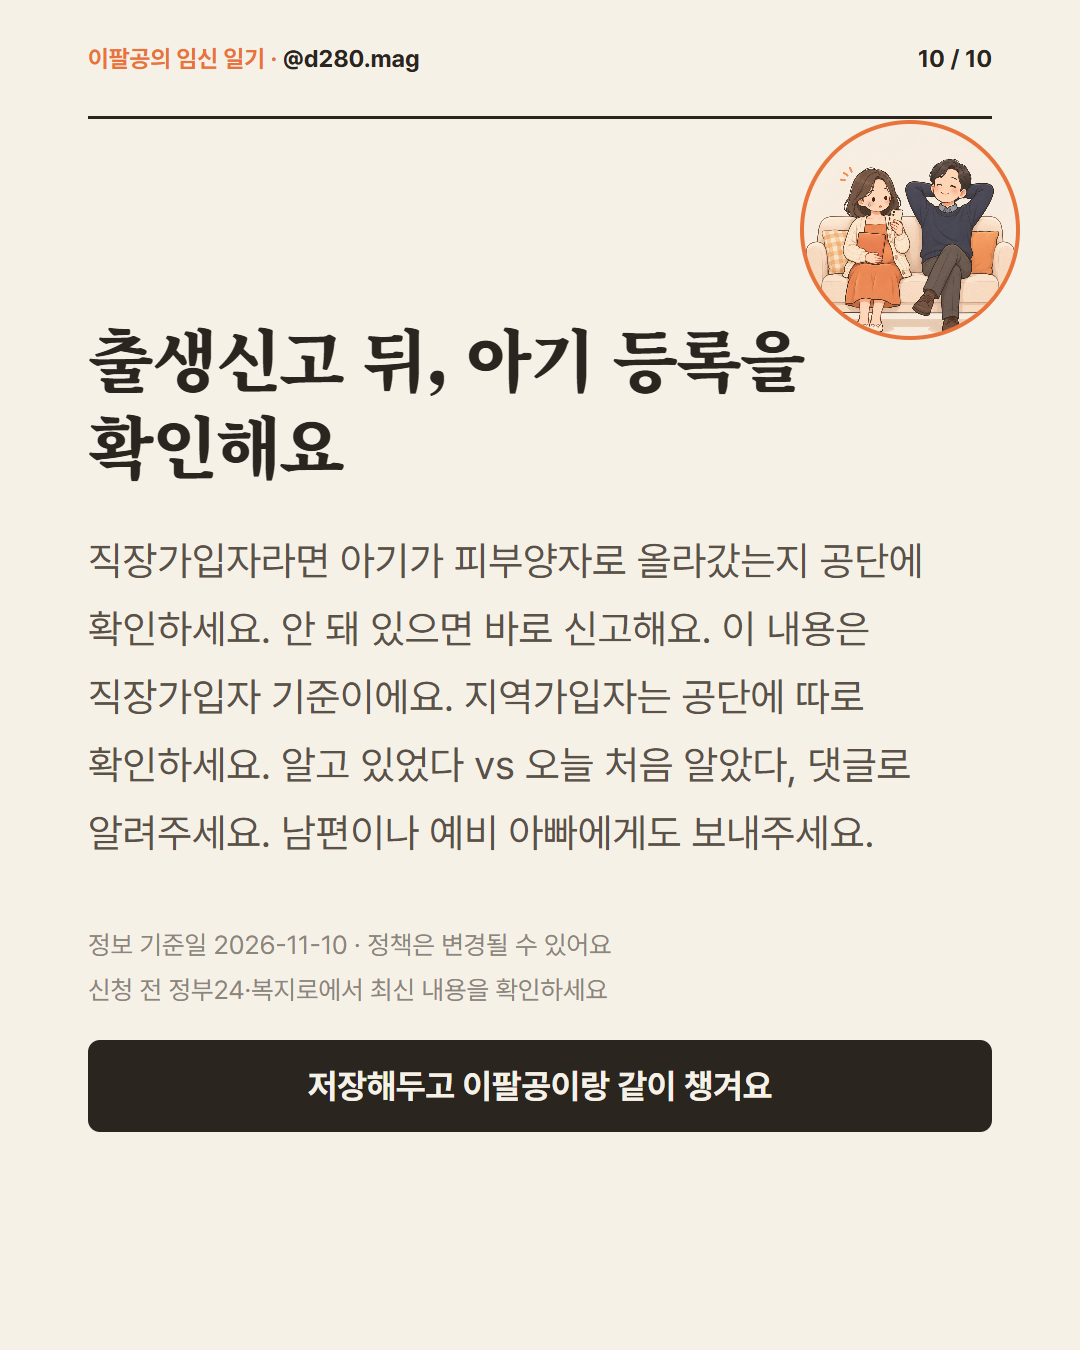 이팔공의 임신 일기 · @d280.mag
10 / 10
출생신고 뒤, 아기 등록을
확인해요
직장가입자라면 아기가 피부양자로 올라갔는지 공단에
확인하세요. 안 돼 있으면 바로 신고해요. 이 내용은
직장가입자 기준이에요. 지역가입자는 공단에 따로
확인하세요. 알고 있었다 vs 오늘 처음 알았다, 댓글로
알려주세요. 남편이나 예비 아빠에게도 보내주세요.
정보 기준일 2026-11-10 · 정책은 변경될 수 있어요
신청 전 정부24·복지로에서 최신 내용을 확인하세요
저장해두고 이팔공이랑 같이 챙겨요